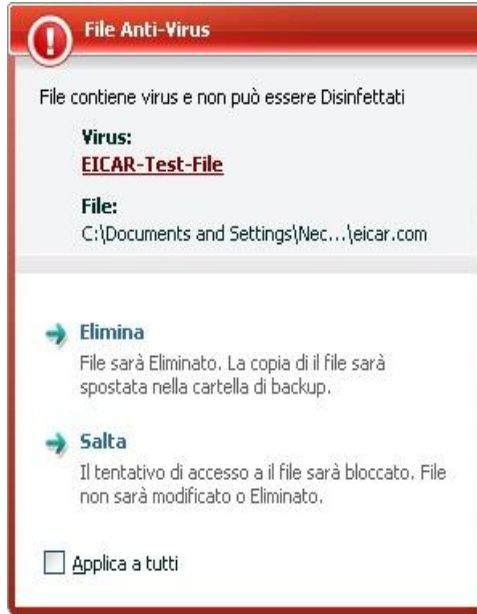 File Anti-Virus
File contiene virus e non può essere Disinfettati
Virus:
EICAR-Test-File
File:
C:\Documents and Settings\Nec...\eicar.com
Elimina
File sarà Eliminato. La copia di il file sarà
spostata nella cartella di backup.
Salta
Il tentativo di accesso a il file sarà bloccato. File
non sarà modificato o Eliminato.
Applica a tutti